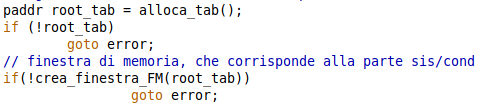 paddr root_tab = alloca_tab();
if (!root_tab)
        goto error;
// finestra di memoria, che corrisponde alla parte sis/cond
if(!crea_finestra_FM(root_tab))
                goto error;